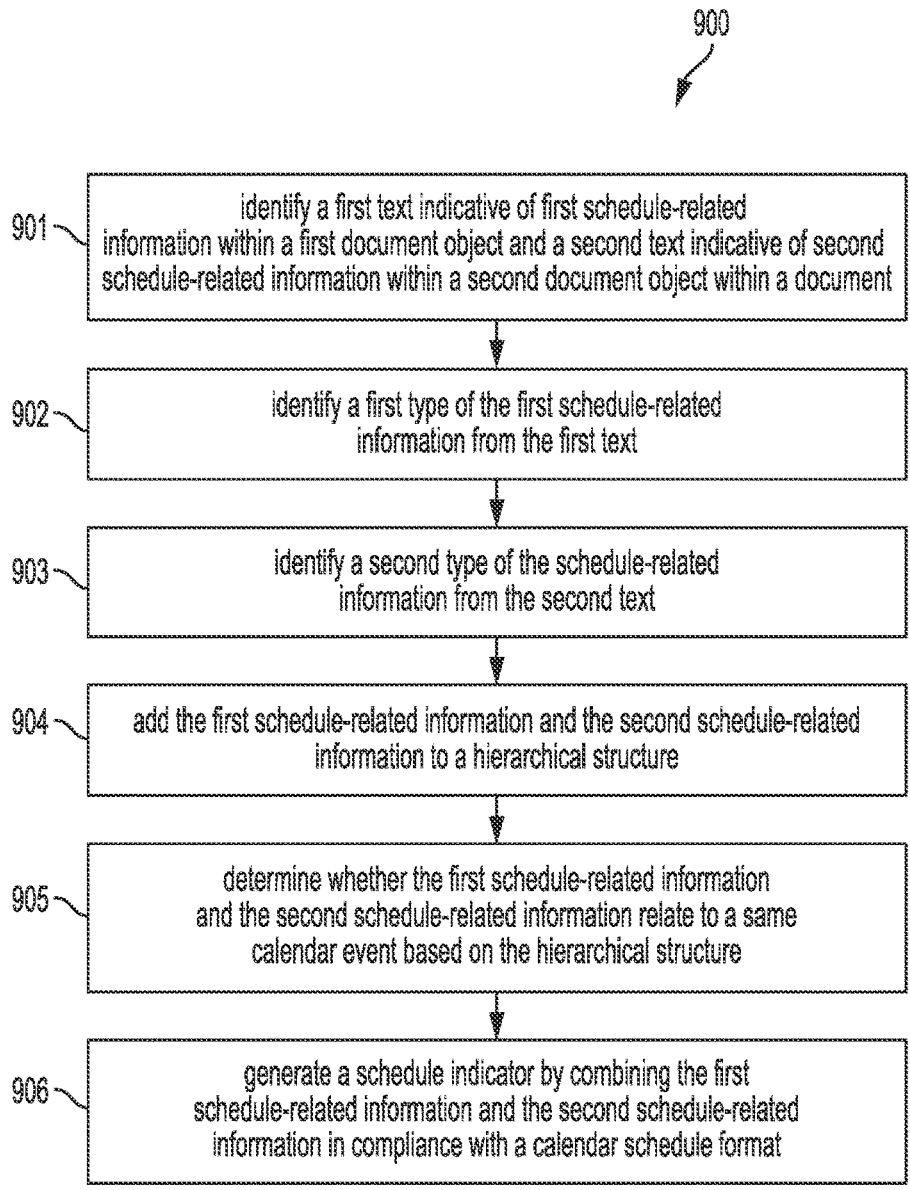 900
901
identify a first text indicative of first schedule-related
information within a first document object and a second text indicative of second
schedule-related information within a second document object within a document
902
identify a first type of the first schedule-related
information from the first text
903
identify a second type of the schedule-related
information from the second text
904
add the first schedule-related information and the second schedule-related
information to a hierarchical structure
905
determine whether the first schedule-related information
and the second schedule-related information relate to a same
calendar event based on the hierarchical structure
906
generate a schedule indicator by combining the first
schedule-related information and the second schedule-related
information in compliance with a calendar schedule format